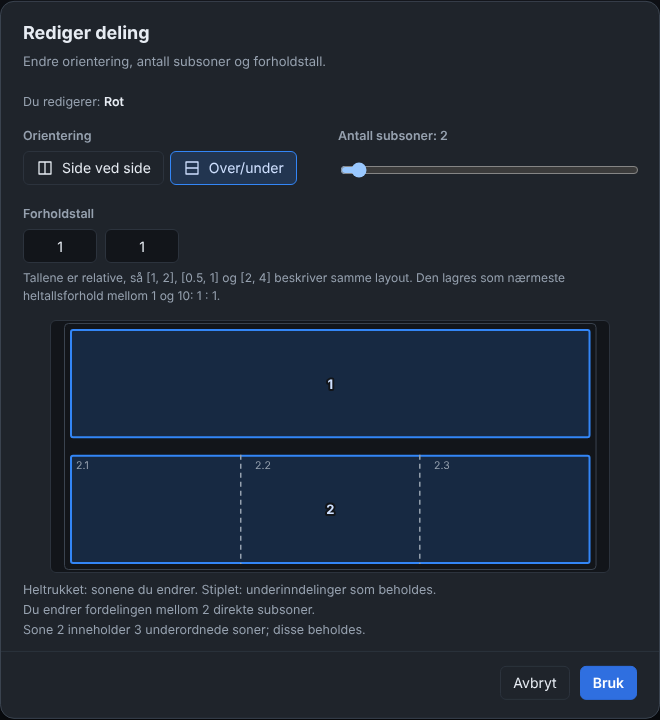 Rediger deling
Endre orientering, antall subsoner og forholdstall.
Du redigerer: Rot
Orientering
Antall subsoner: 2
Side ved side
Over/under
Forholdstall
1
1
Tallene er relative, så [1, 2], [0.5, 1] og [2, 4] beskriver samme layout. Den lagres som nærmeste
heltallsforhold mellom 1 og 10: 1 : 1.
1
2.1
2.2
2.3
2
Heltrukket: sonene du endrer. Stiplet: underinndelinger som beholdes.
Du endrer fordelingen mellom 2 direkte subsoner.
Sone 2 inneholder 3 underordnede soner; disse beholdes.
Avbryt
Bruk